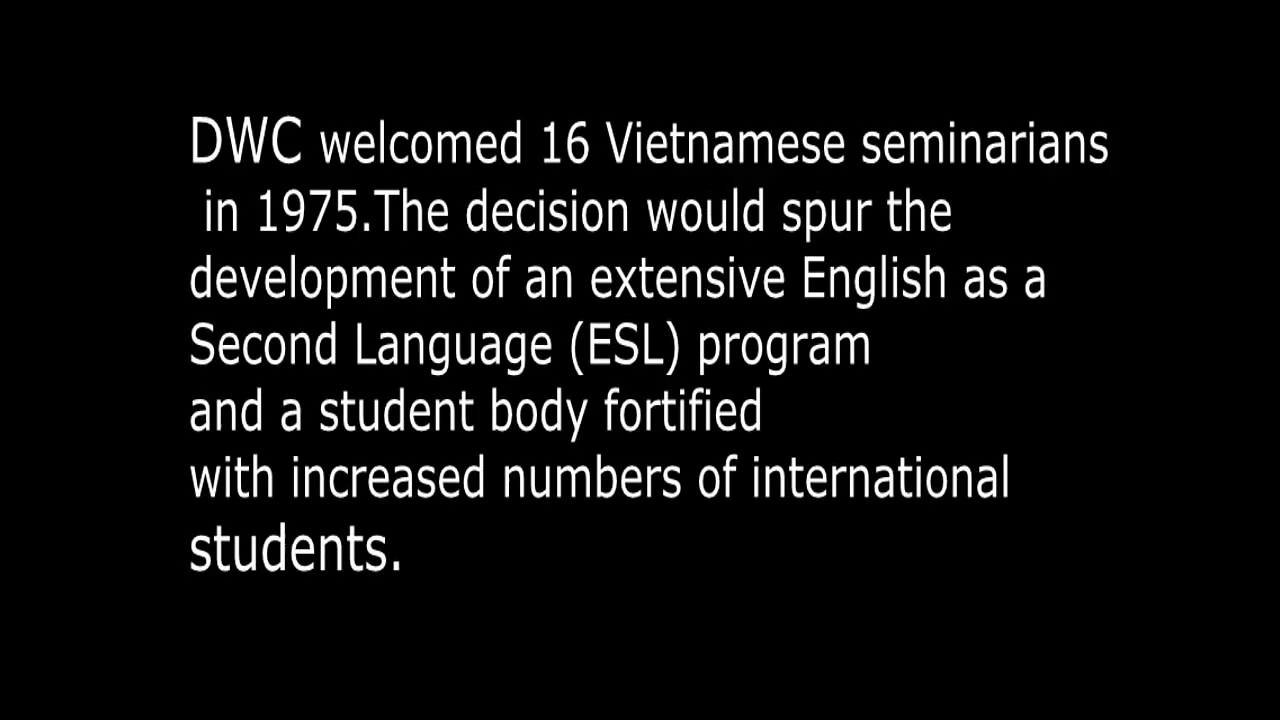 DWC welcomed 16 Vietnamese seminarians
in 1975.The decision would spur the
development of an extensive English as a
Second Language (ESL) program
and a student body fortified
with increased numbers of international
students.